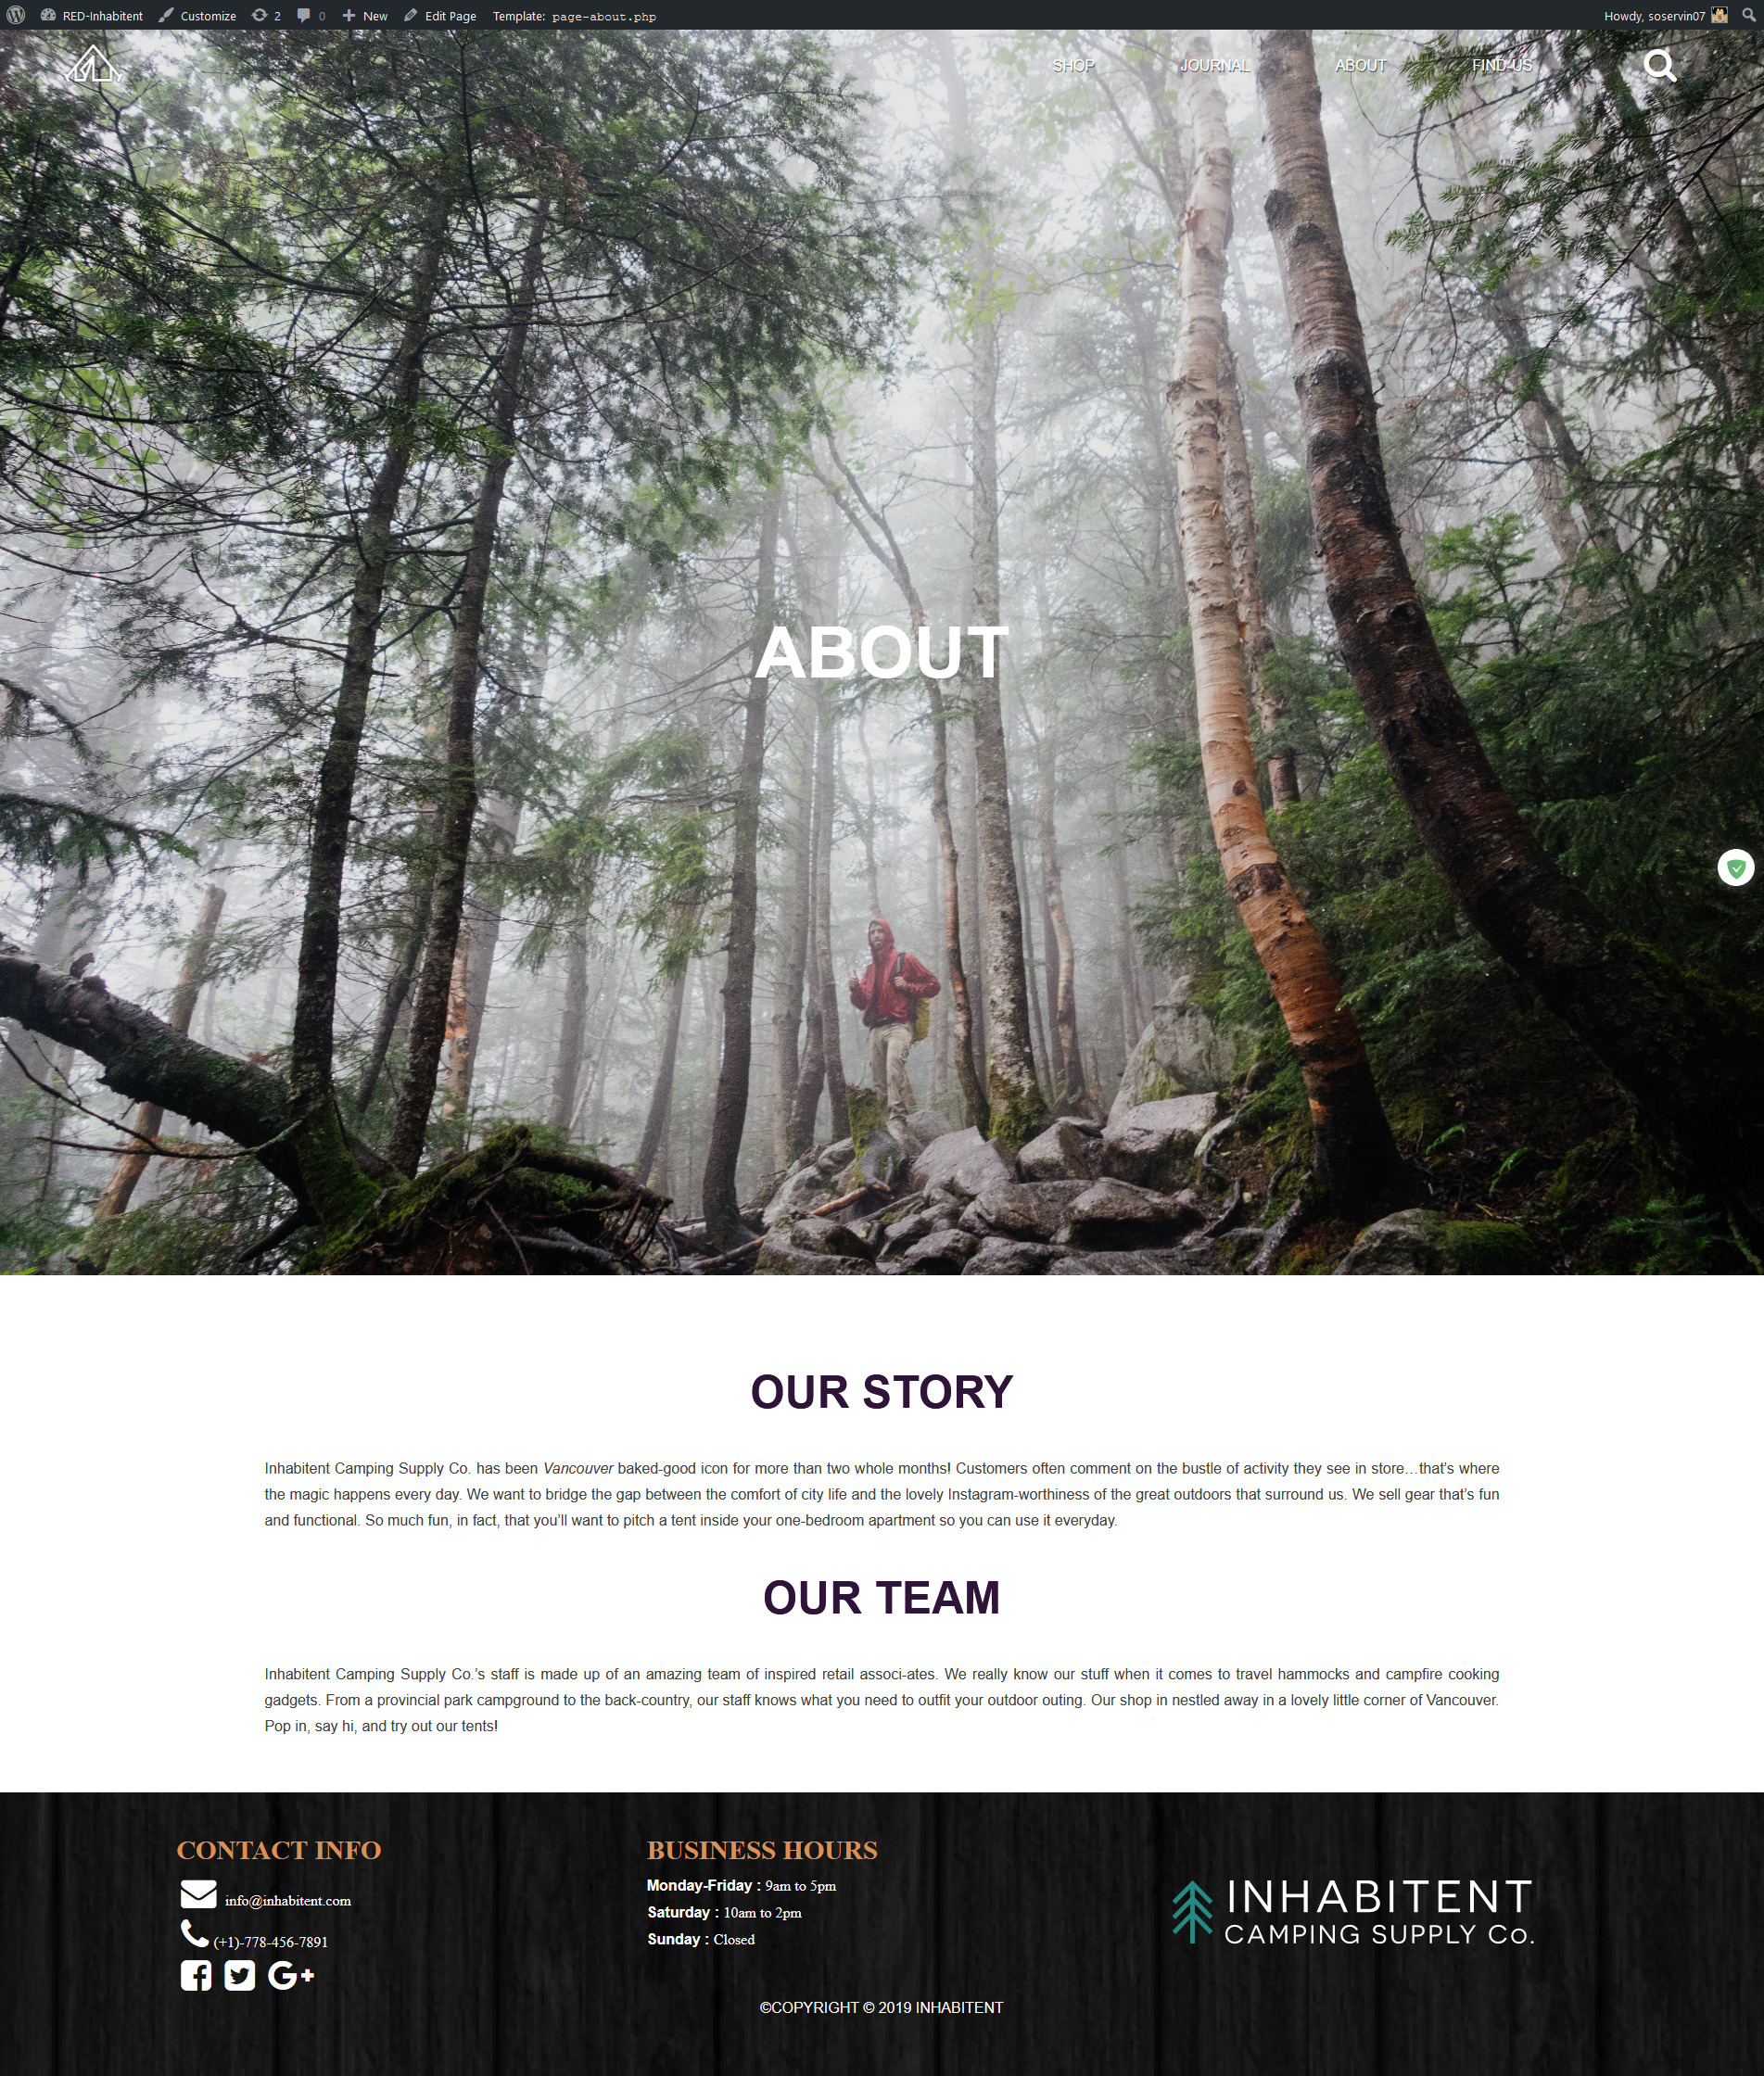 RED-Inhabitent Customize 2 0 New Edit Page Template: page-about.php Howdy, soservin07
SHOP JOURNAL ABOUT FIND US
ABOUT
OUR STORY
Inhabitent Camping Supply Co. has been Vancouver baked-good icon for more than two whole months! Customers often comment on the bustle of activity they see in store…that’s where
the magic happens every day. We want to bridge the gap between the comfort of city life and the lovely Instagram-worthiness of the great outdoors that surround us. We sell gear that’s fun
and functional. So much fun, in fact, that you’ll want to pitch a tent inside your one-bedroom apartment so you can use it everyday.
OUR TEAM
Inhabitent Camping Supply Co.’s staff is made up of an amazing team of inspired retail associ-ates. We really know our stuff when it comes to travel hammocks and campfire cooking
gadgets. From a provincial park campground to the back-country, our staff knows what you need to outfit your outdoor outing. Our shop in nestled away in a lovely little corner of Vancouver.
Pop in, say hi, and try out our tents!
CONTACT INFO
info@inhabitent.com
(+1)-778-456-7891
G+
BUSINESS HOURS
Monday-Friday : 9am to 5pm
Saturday : 10am to 2pm
Sunday : Closed
INHABITENT
CAMPING SUPPLY Co.
©COPYRIGHT © 2019 INHABITENT